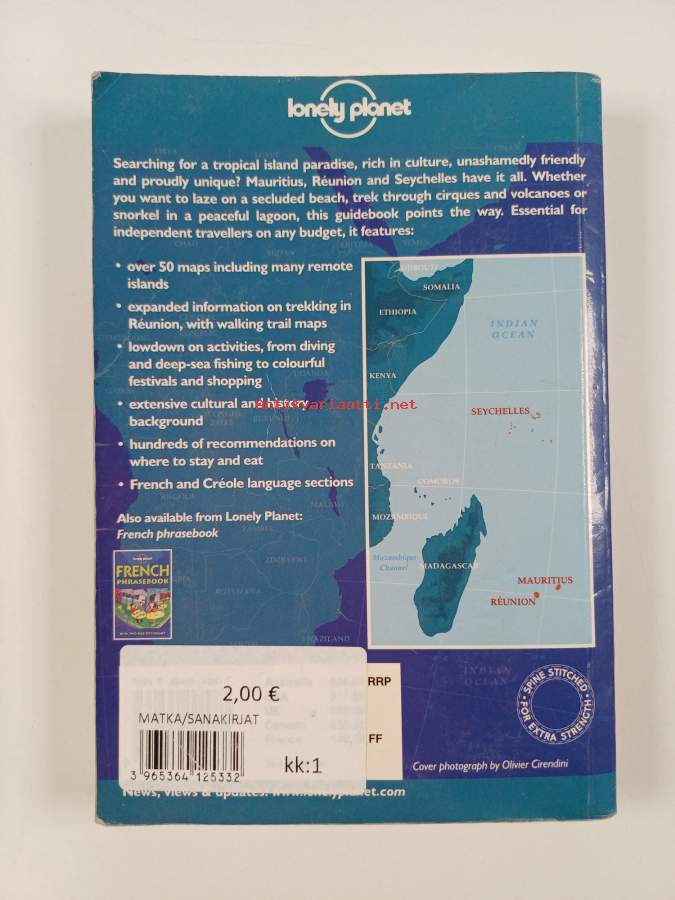 lonely planet
Searching for a tropical island paradise, rich in culture, unashamedly friendly
and proudly unique? Mauritius, Réunion and Seychelles have it all. Whether
you want to laze on a secluded beach, trek through cirques and volcanoes or
snorkel in a peaceful lagoon, this guidebook points the way. Essential for
independent travellers on any budget, it features:
• over 50 maps including many remote
islands
• expanded information on trekking in
Réunion, with walking trail maps
• lowdown on activities, from diving
and deep-sea fishing to colourful
festivals and shopping
• extensive cultural and history
background
• hundreds of recommendations on
where to stay and eat
• French and Créole language sections
Also available from Lonely Planet:
French phrasebook
lonely planet
FRENCH
PHRASEBOOK
Antikvariaatti.net
DJIBOUTI
SOMALIA
ETHIOPIA
INDIAN
OCEAN
KENYA
SEYCHELLES
TANZANIA
COMOROS
MOZAMBIQUE
Mozambique
Channel
MADAGASCAR
MAURITIUS
RÉUNION
ZIMBABWE
BOTSWANA
SWAZILAND
ANGOLA
MALAWI
INDIAN
OCEAN
RRP
FF
SPINE STITCHED
FOR EXTRA STRENGTH
2,00 €
MATKA/SANAKIRJAT
3 965364 125332
kk:1
Cover photograph by Olivier Cirendini
News, views & updates: www.lonelyplanet.com